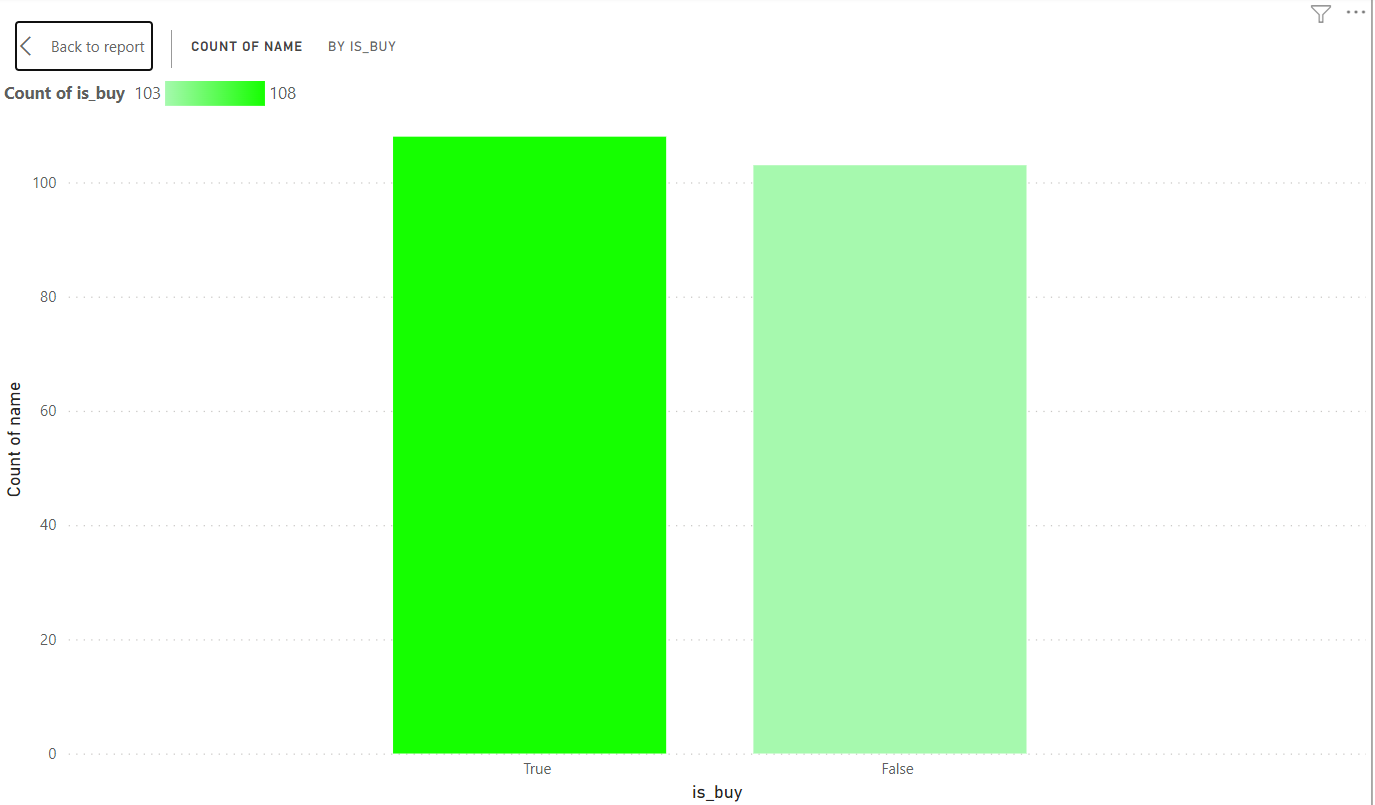 Back to report
COUNT OF NAME BY IS_BUY
Count of is_buy 103 108
100
80
60
40
20
0
Count of name
True False
is_buy